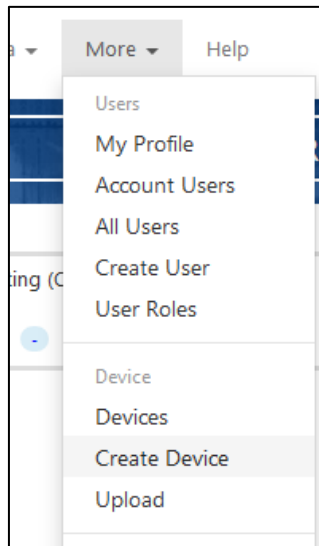 More Help
Users
My Profile
Account Users
All Users
Create User
User Roles
Device
Devices
Create Device
Upload